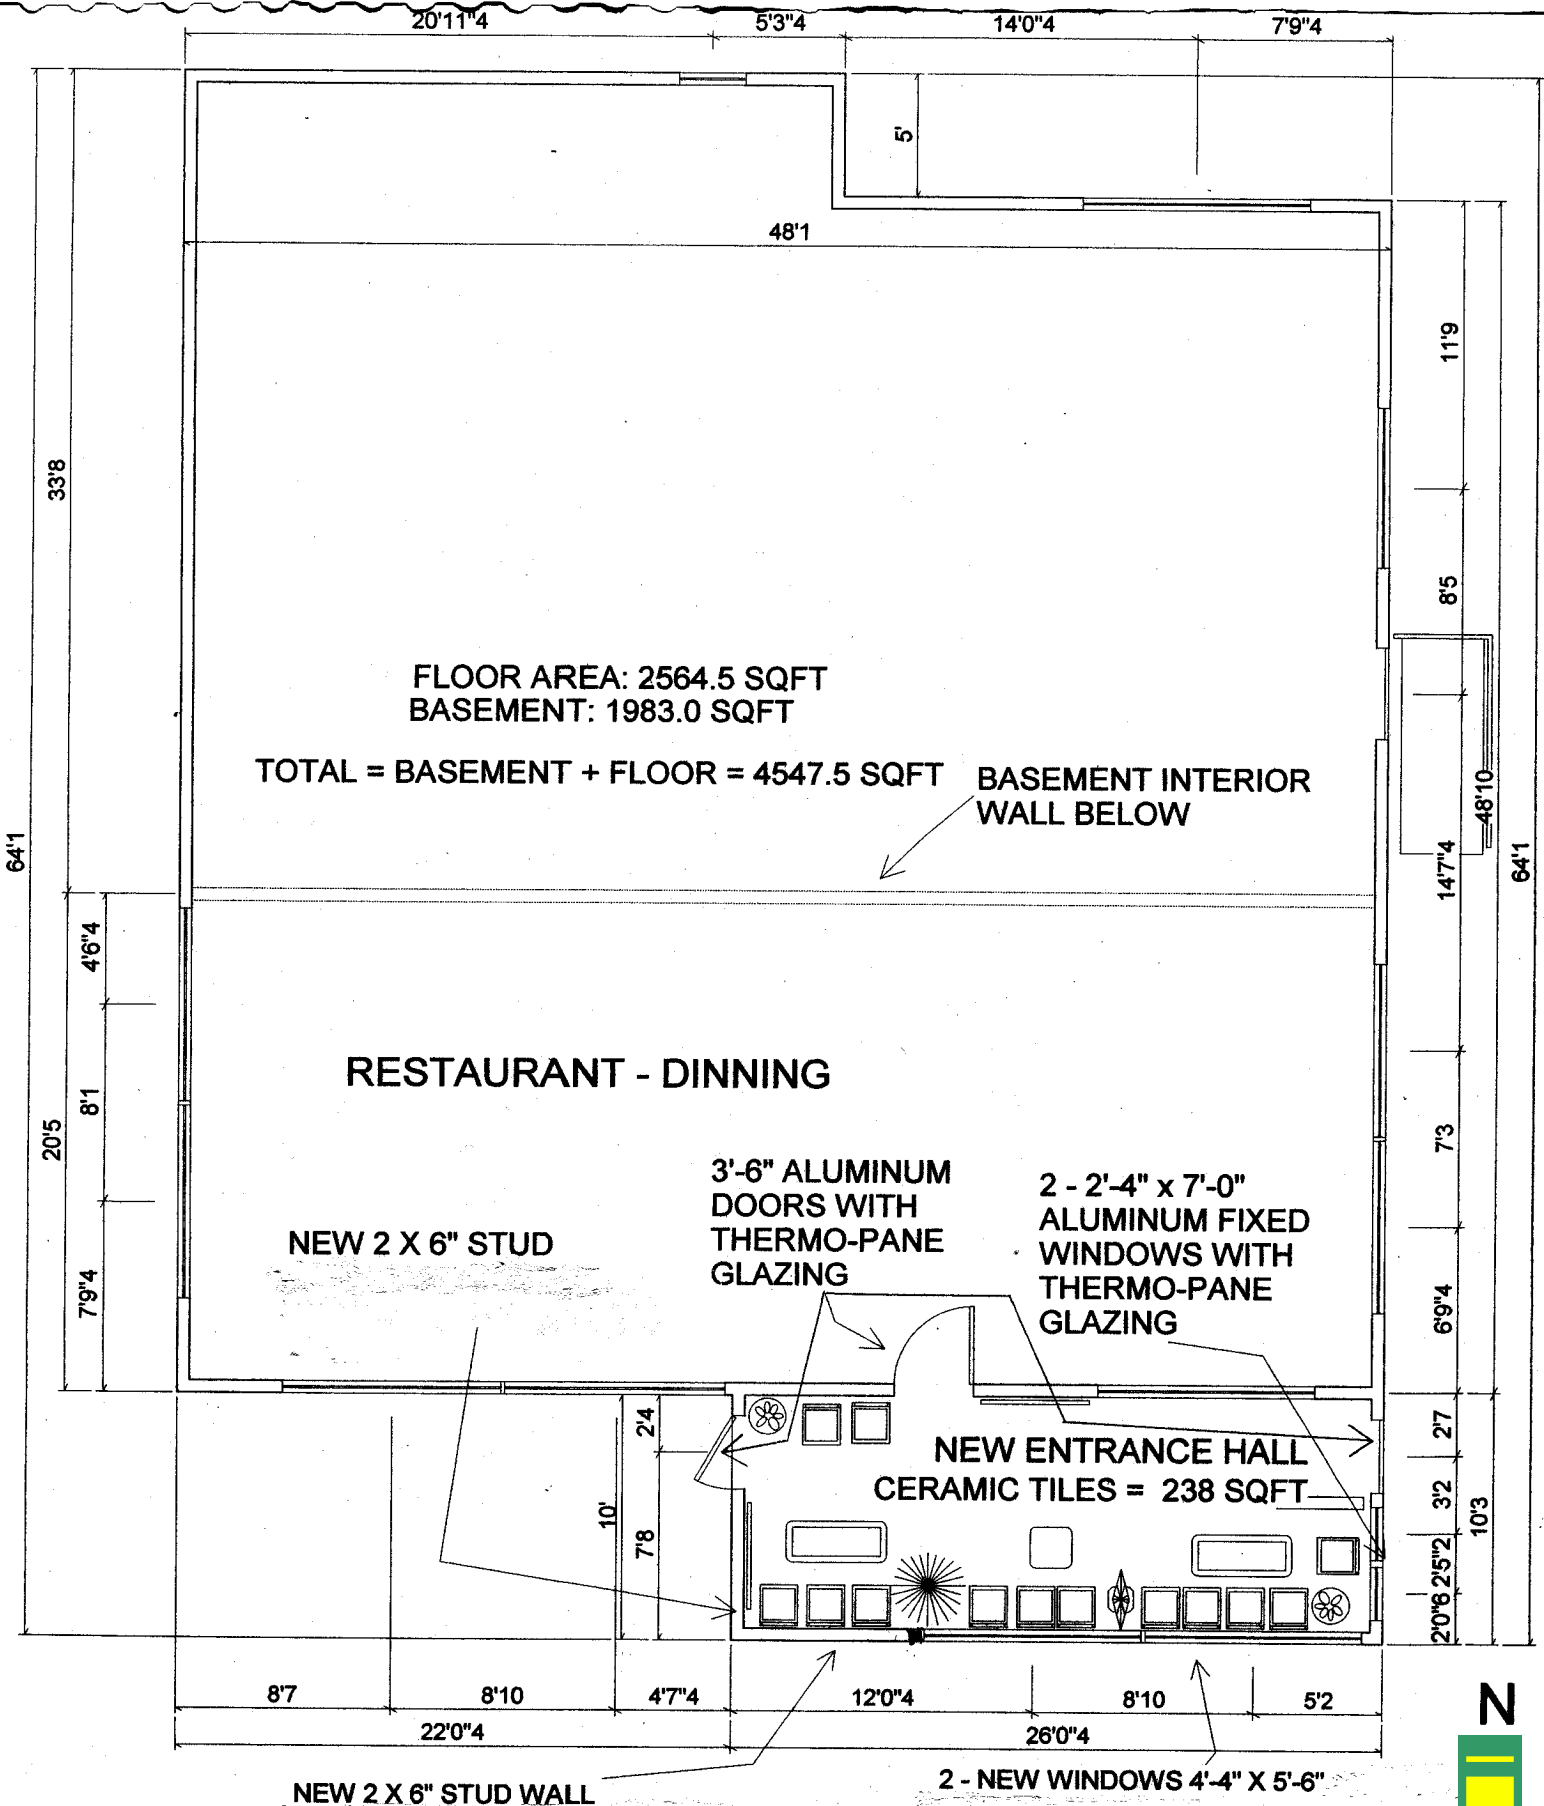 20'11"4 5'3"4 14'0"4 7'9"4
5'
48'1
11'9
33'8
8'5
FLOOR AREA: 2564.5 SQFT
BASEMENT: 1983.0 SQFT
TOTAL = BASEMENT + FLOOR = 4547.5 SQFT
BASEMENT INTERIOR
WALL BELOW
48'10
64'1
64'1
14'7"4
4'6"4
RESTAURANT - DINNING
8'1
20'5
7'3
3'-6" ALUMINUM
DOORS WITH
THERMO-PANE
GLAZING
2 - 2'-4" x 7'-0"
ALUMINUM FIXED
WINDOWS WITH
THERMO-PANE
GLAZING
NEW 2 X 6" STUD
7'9"4
6'9"4
2'4
2'7
NEW ENTRANCE HALL
CERAMIC TILES = 238 SQFT
3'2
10'3
10'
7'8
2'5"2
2'0"6
8'7 8'10 4'7"4 12'0"4 8'10 5'2
22'0"4 26'0"4
N
NEW 2 X 6" STUD WALL
2 - NEW WINDOWS 4'-4" X 5'-6"